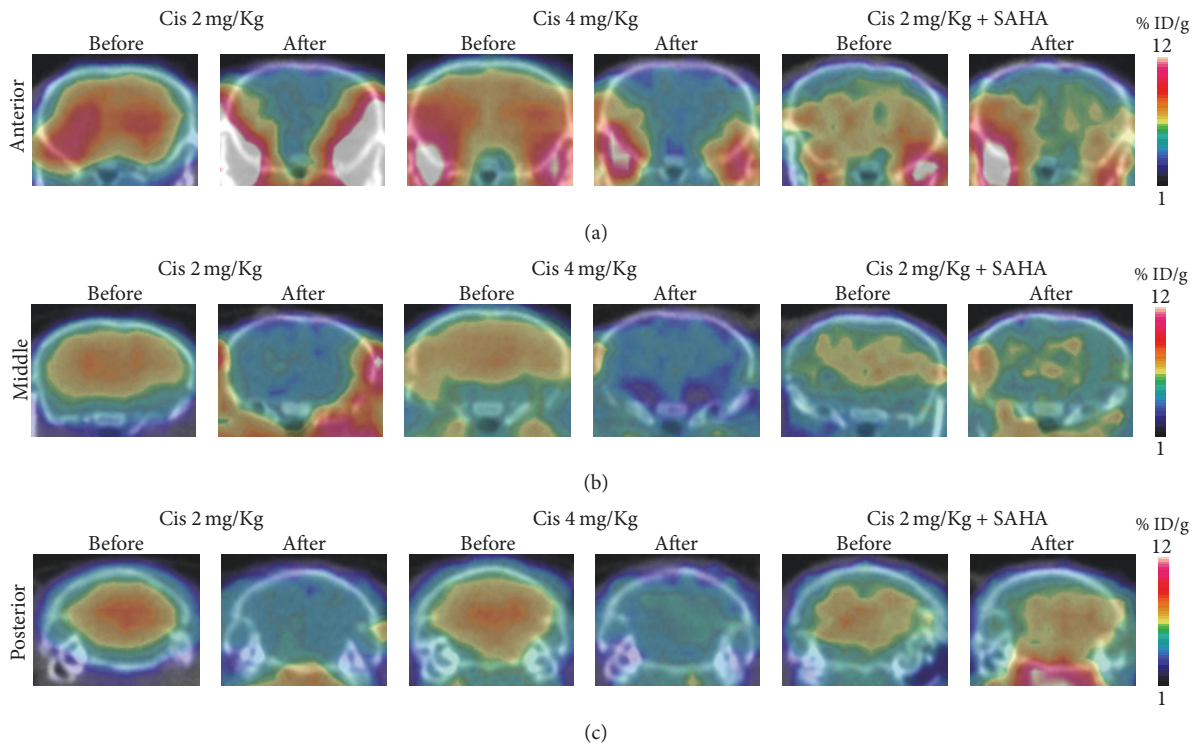 Cis 2 mg/Kg Cis 4 mg/Kg Cis 2 mg/Kg + SAHA % ID/g
Before After Before After Before After 12
Anterior
1
(a)
Cis 2 mg/Kg Cis 4 mg/Kg Cis 2 mg/Kg + SAHA % ID/g
Before After Before After Before After 12
Middle
1
(b)
Cis 2 mg/Kg Cis 4 mg/Kg Cis 2 mg/Kg + SAHA % ID/g
Before After Before After Before After 12
Posterior
1
(c)